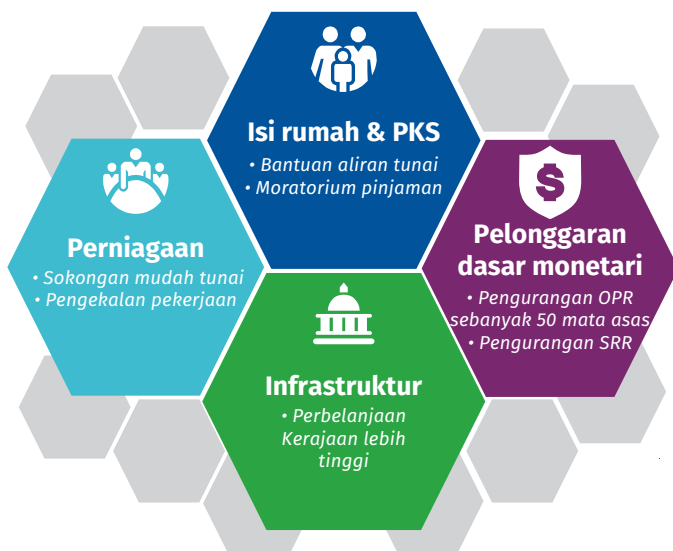 Isi rumah & PKS
• Bantuan aliran tunai
• Moratorium pinjaman
Perniagaan
• Sokongan mudah tunai
• Pengekalan pekerjaan
$
Pelonggaran
dasar monetari
• Pengurangan OPR
sebanyak 50 mata asas
• Pengurangan SRR
Infrastruktur
• Perbelanjaan
Kerajaan lebih
tinggi